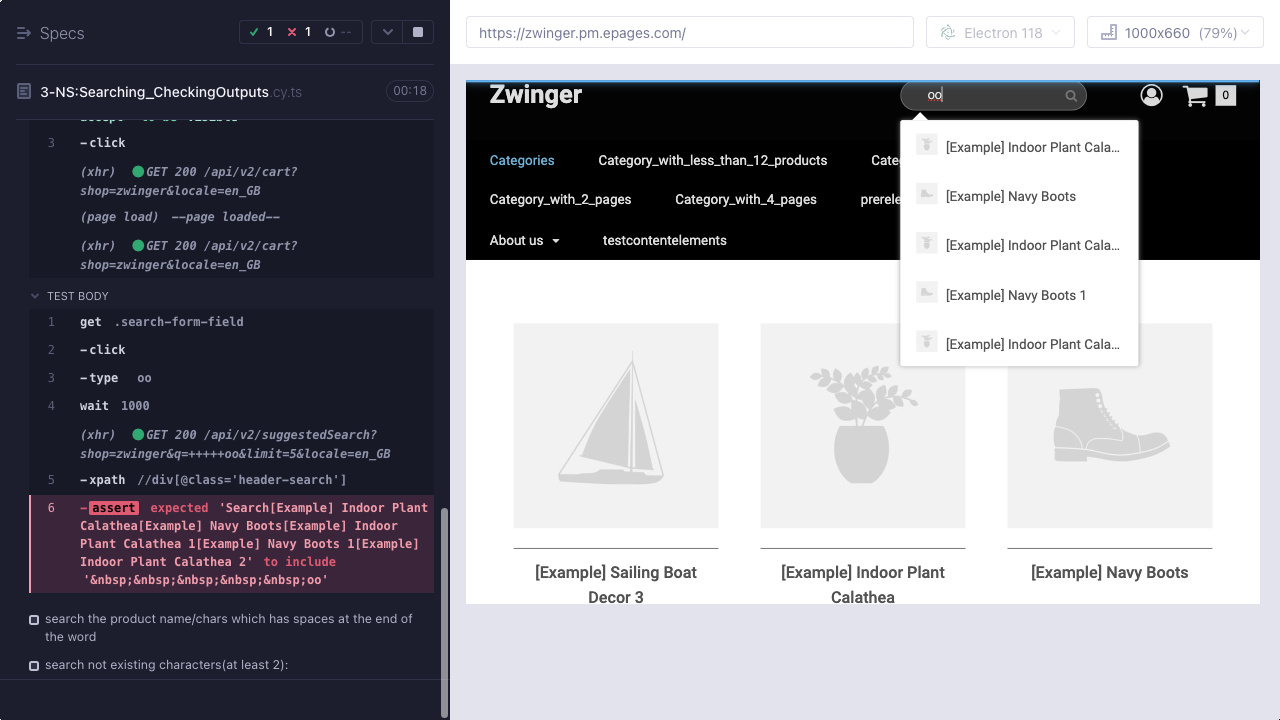 Specs
1
1
--
3-NS:Searching_CheckingOutputs.cy.ts
00:18
3
-click
(xhr) GET 200 /api/v2/cart?
shop=zwinger&locale=en_GB
(page load) --page loaded--
(xhr) GET 200 /api/v2/cart?
shop=zwinger&locale=en_GB
TEST BODY
1 get .search-form-field
2 -click
3 -type oo
4 wait 1000
(xhr) GET 200 /api/v2/suggestedSearch?
shop=zwinger&q=+++++oo&limit=5&locale=en_GB
5 -xpath //div[@class='header-search']
6 -assert expected 'Search[Example] Indoor Plant
Calathea[Example] Navy Boots[Example] Indoor
Plant Calathea 1[Example] Navy Boots 1[Example]
Indoor Plant Calathea 2' to include
'&nbsp;&nbsp;&nbsp;&nbsp;&nbsp;oo'
search the product name/chars which has spaces at the end of
the word
search not existing characters(at least 2):
https://zwinger.pm.epages.com/
Electron 118
1000x660 (79%)
Zwinger
oo
0
Categories
Category_with_less_than_12_products
Cate
Category_with_2_pages
Category_with_4_pages
prerele
About us
testcontentelements
[Example] Indoor Plant Cala...
[Example] Navy Boots
[Example] Indoor Plant Cala...
[Example] Navy Boots 1
[Example] Indoor Plant Cala...
[Example] Sailing Boat
Decor 3
[Example] Indoor Plant
Calathea
[Example] Navy Boots